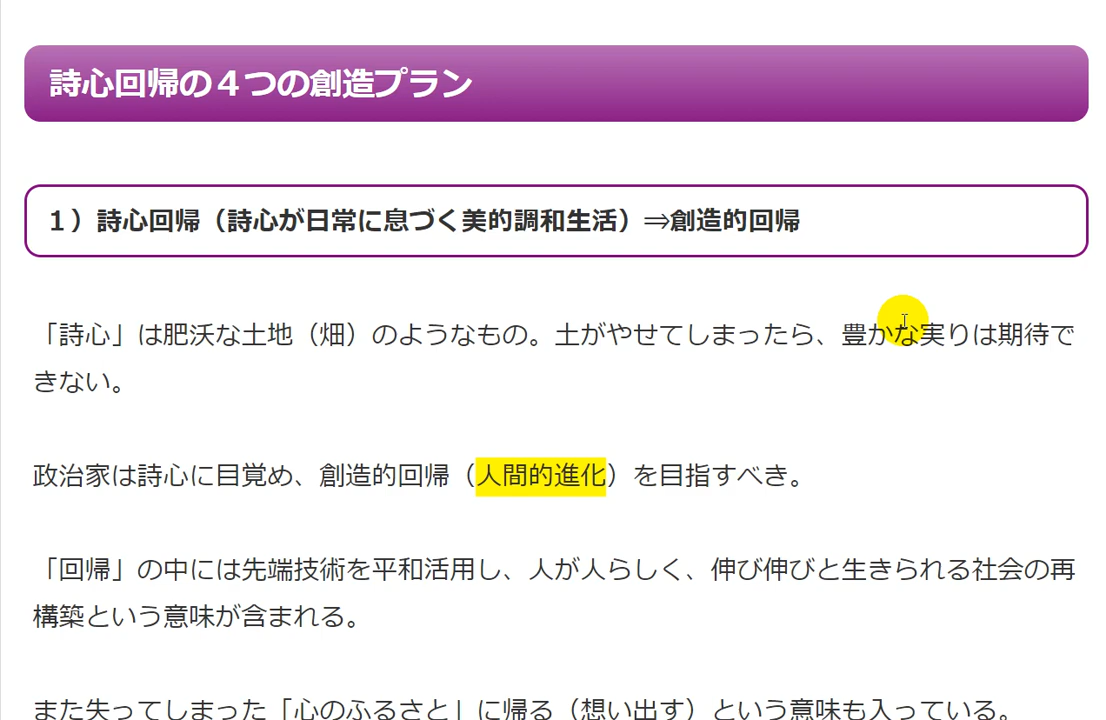 詩心回帰の４つの創造プラン
１）詩心回帰（詩心が日常に息づく美的調和生活）⇒創造的回帰
「詩心」は肥沃な土地（畑）のようなもの。土がやせてしまったら、豊かな実りは期待で
きない。
政治家は詩心に目覚め、創造的回帰（人間的進化）を目指すべき。
「回帰」の中には先端技術を平和活用し、人が人らしく、伸び伸びと生きられる社会の再
構築という意味が含まれる。
また失ってしまった「心のふるさと」に帰る（想い出す）という意味も入っている。